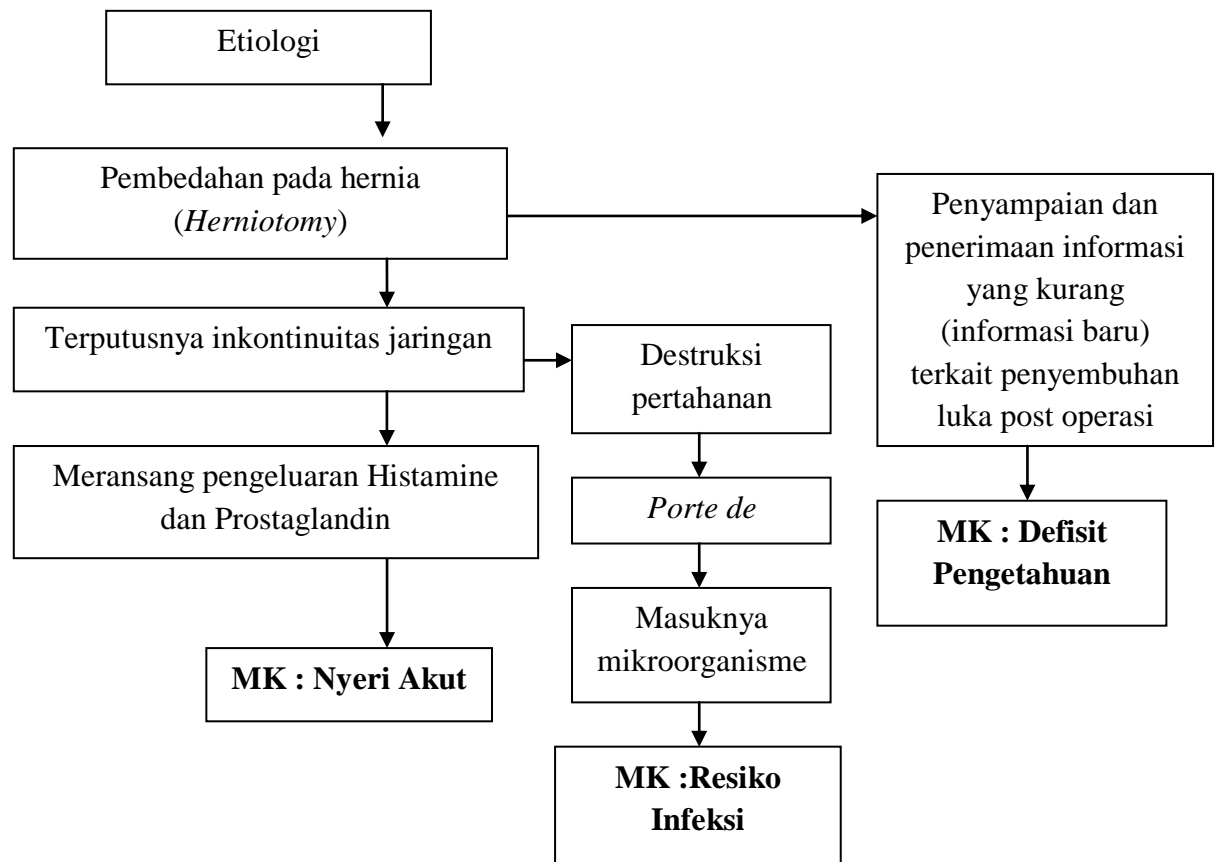 Etiologi
Pembedahan pada hernia
(Herniotomy)
Penyampaian dan
penerimaan informasi
yang kurang
(informasi baru)
terkait penyembuhan
luka post operasi
Terputusnya inkontinuitas jaringan
Destruksi
pertahanan
Meransang pengeluaran Histamine
dan Prostaglandin
Porte de
MK : Defisit
Pengetahuan
Masuknya
mikroorganisme
MK : Nyeri Akut
MK :Resiko
Infeksi